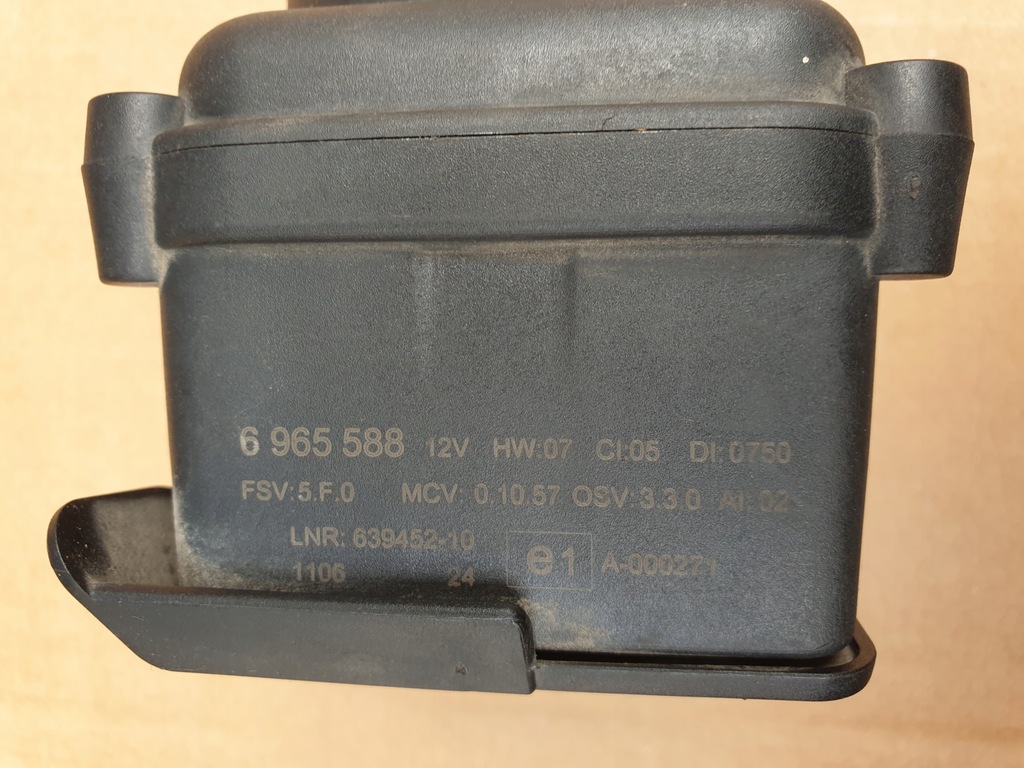 6 965 588 12V HW:07 CI:05 DI:0750
FSV:5.F.0 MCV: 0.10.57 OSV:3.3.0 AI:02
LNR: 639452-10
1106 24 e1 A-000271